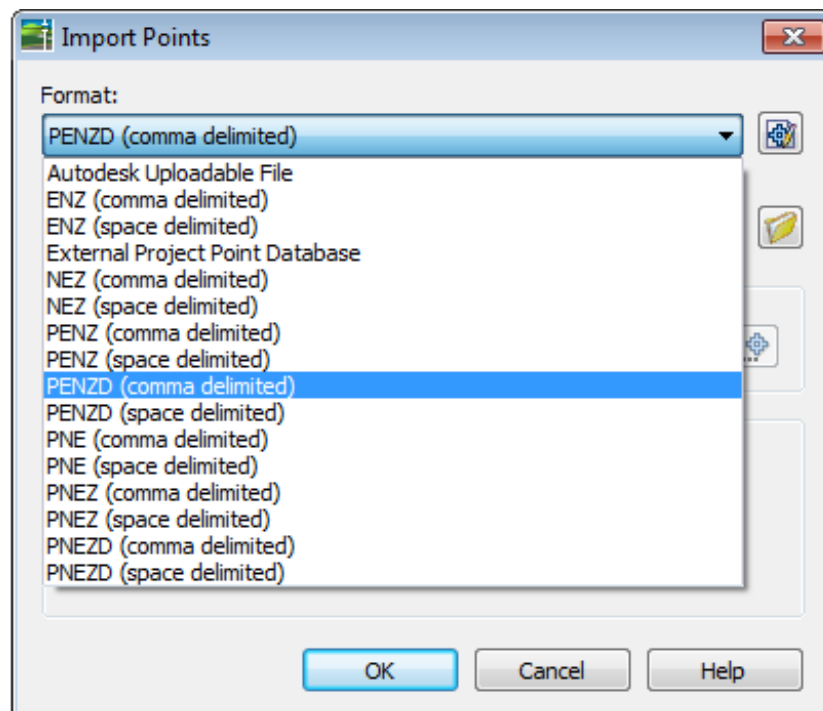 Import Points
Format:
PENZD (comma delimited)
Autodesk Uploadable File
ENZ (comma delimited)
ENZ (space delimited)
External Project Point Database
NEZ (comma delimited)
NEZ (space delimited)
PENZ (comma delimited)
PENZ (space delimited)
PENZD (comma delimited)
PENZD (space delimited)
PNE (comma delimited)
PNE (space delimited)
PNEZ (comma delimited)
PNEZ (space delimited)
PNEZD (comma delimited)
PNEZD (space delimited)
OK Cancel Help